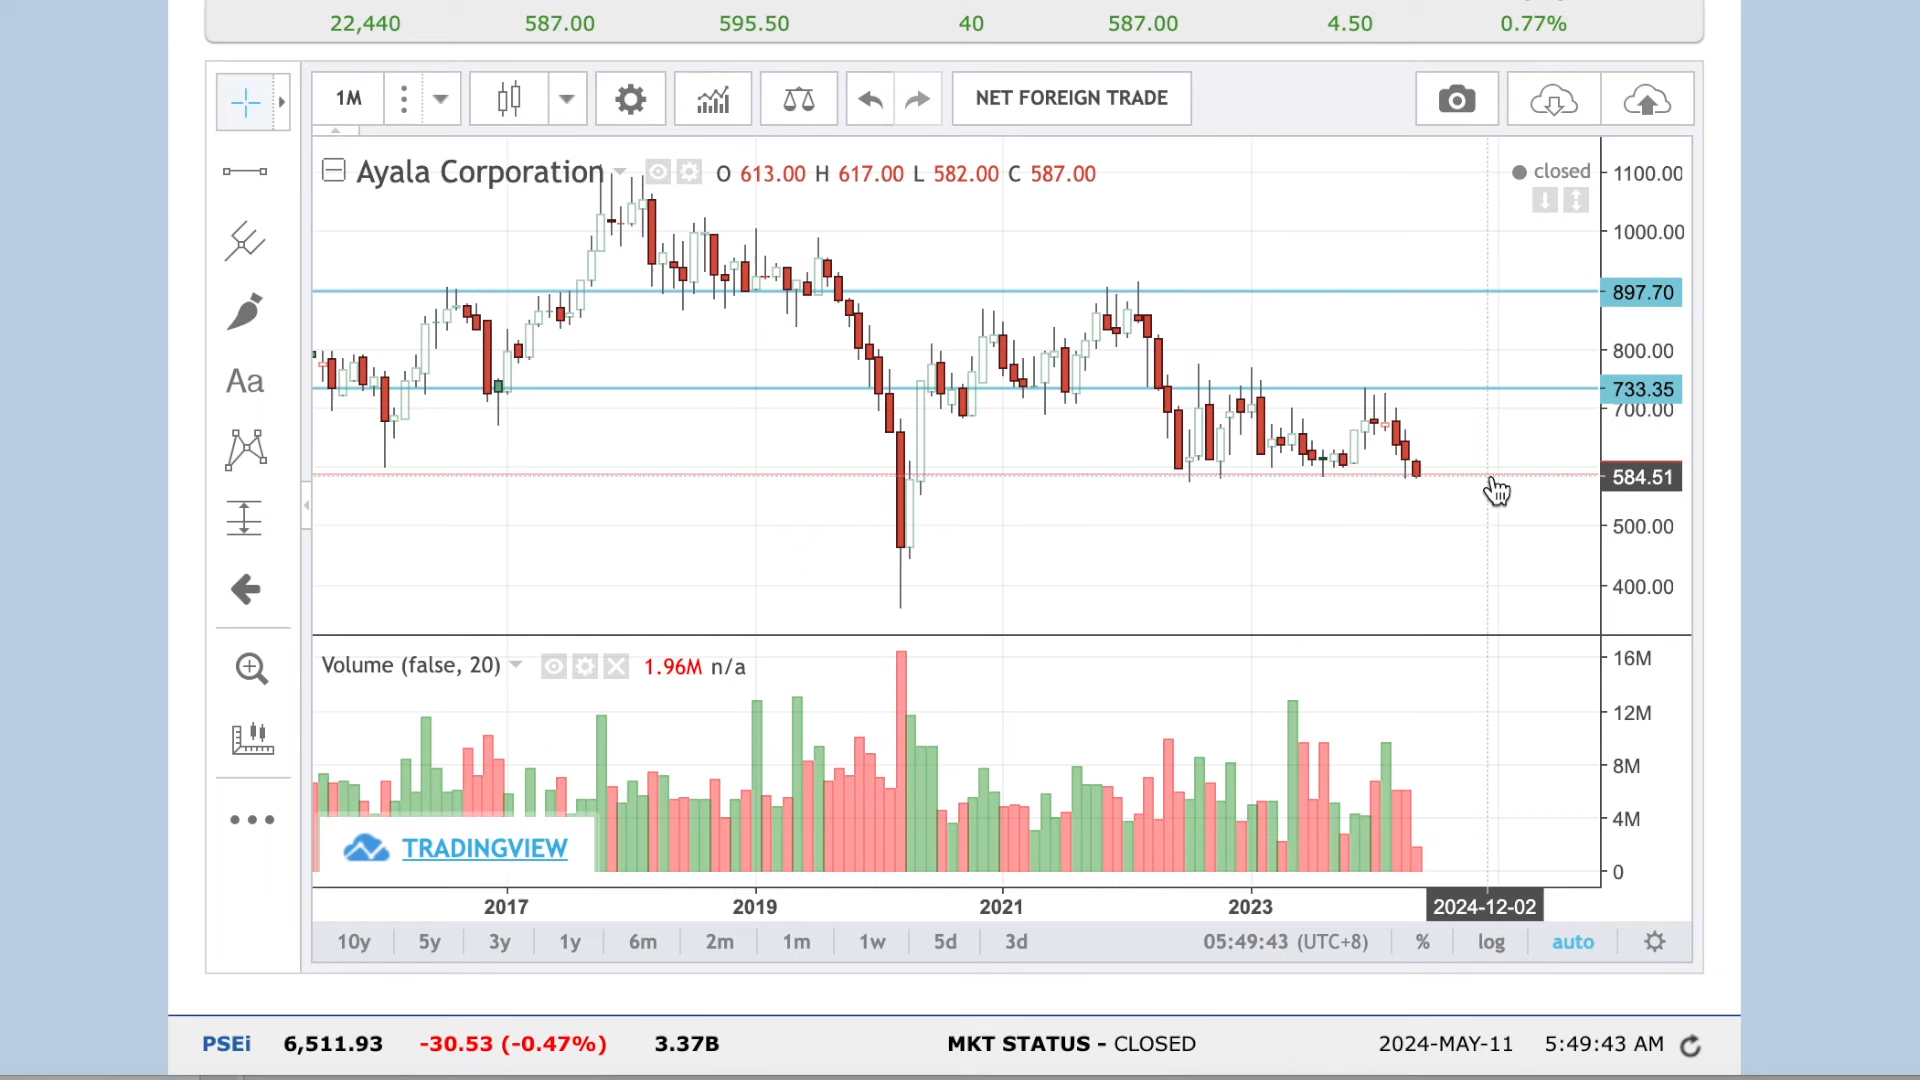 22,440 587.00 595.50 40 587.00 4.50 0.77%
1M NET FOREIGN TRADE
Ayala Corporation O 613.00 H 617.00 L 582.00 C 587.00 closed
1100.00
1000.00
897.70
800.00
733.35
700.00
584.51
500.00
400.00
Aa
Volume (false, 20) 1.96M n/a
16M
12M
8M
4M
0
TRADINGVIEW
2017 2019 2021 2023 2024-12-02
10y 5y 3y 1y 6m 2m 1m 1w 5d 3d 05:49:43 (UTC+8) % log auto
PSEi 6,511.93 -30.53 (-0.47%) 3.37B MKT STATUS - CLOSED 2024-MAY-11 5:49:43 AM